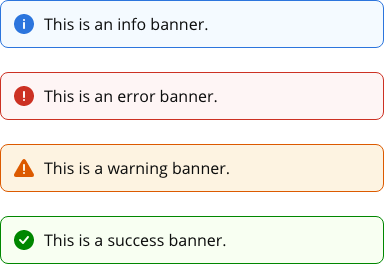 This is an info banner.
This is an error banner.
This is a warning banner.
This is a success banner.